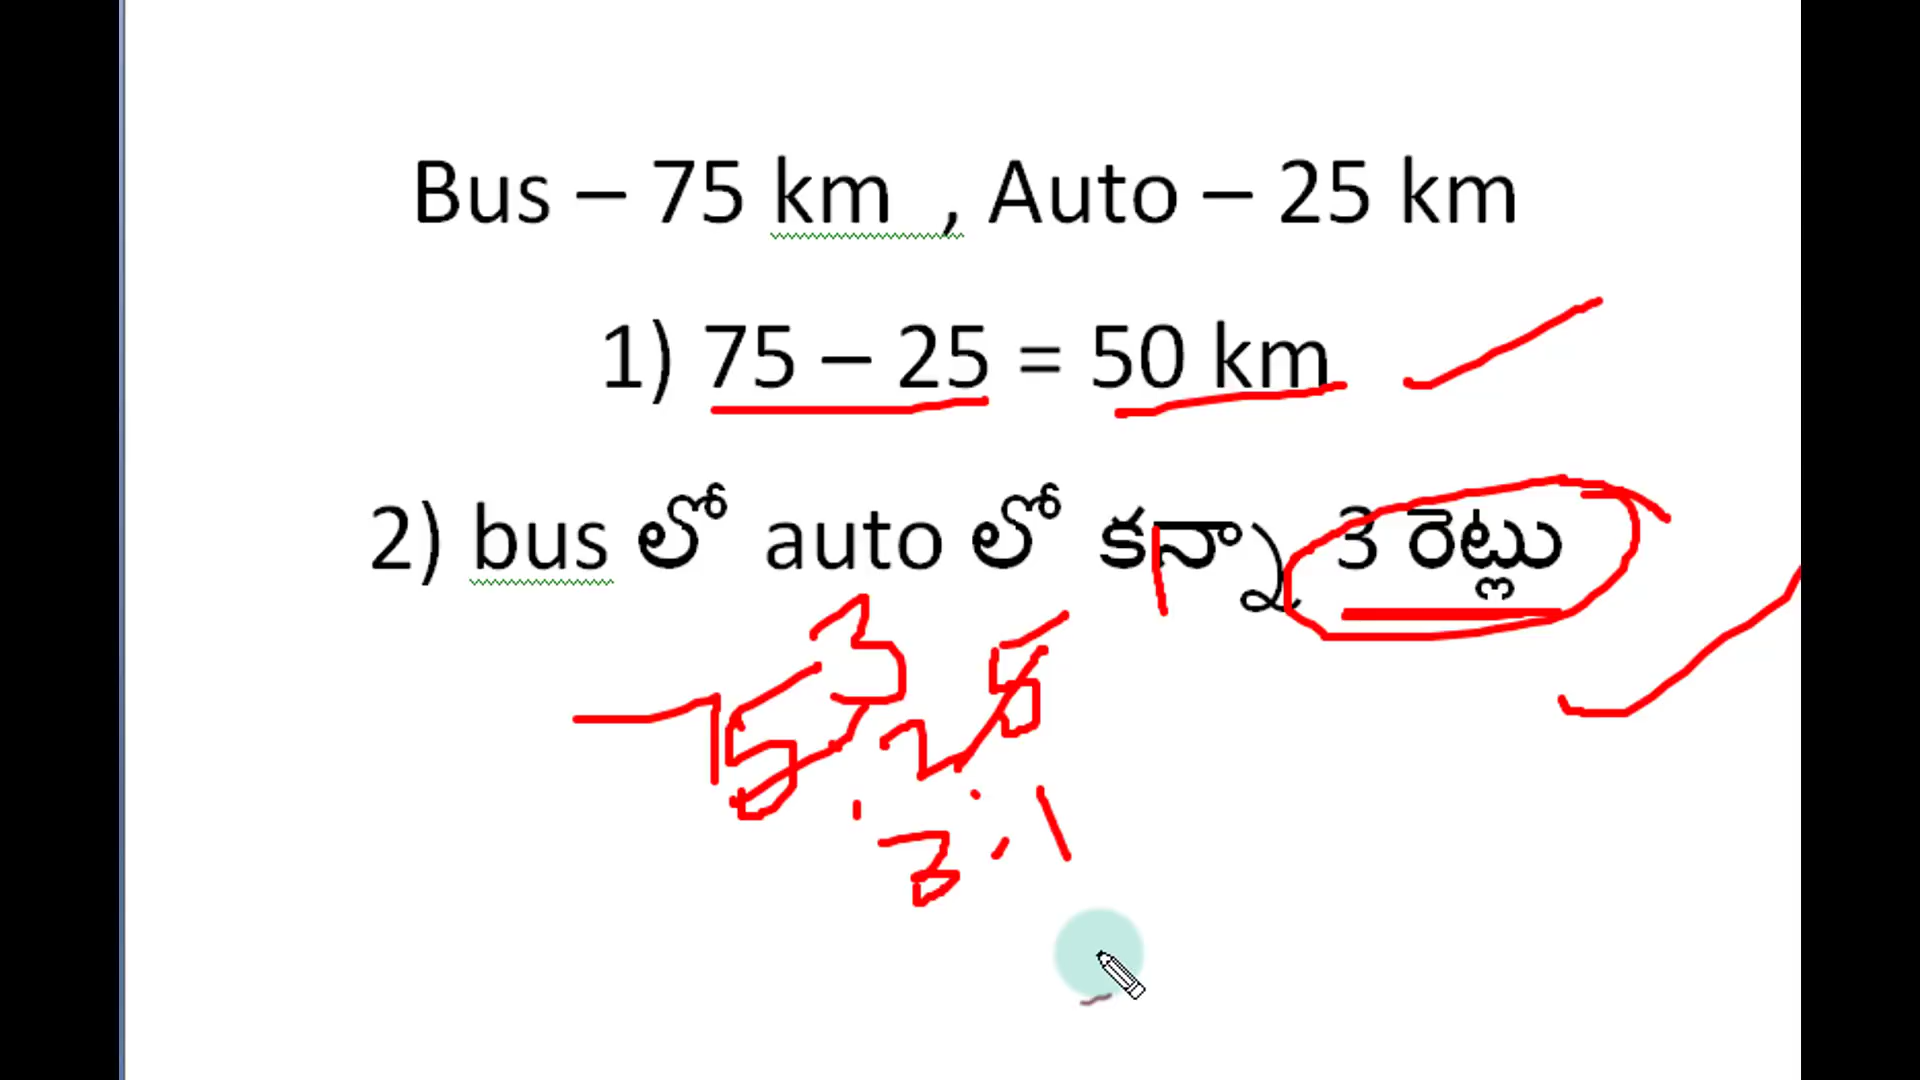 Bus – 75 km , Auto – 25 km
1) 75 – 25 = 50 km
2) bus లో auto లో కన్నా 3 రెట్లు
3
75 25
3 : 1